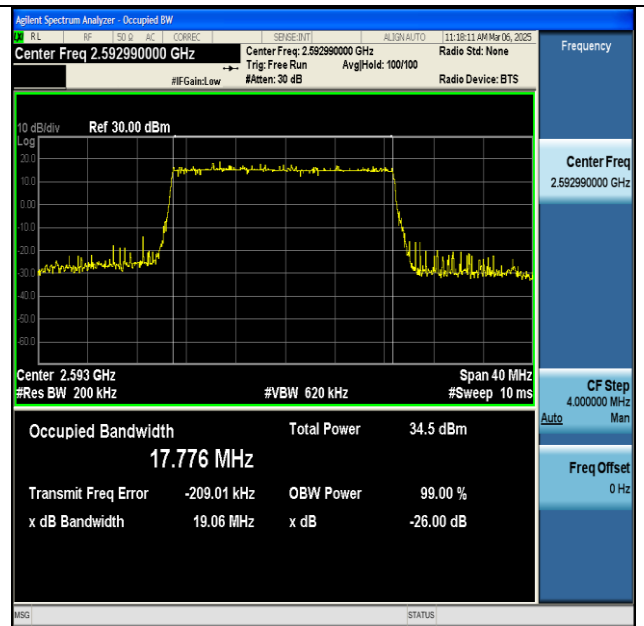 Agilent Spectrum Analyzer - Occupied BW
RL RF 50 Ω AC CORREC SENSE:INT ALIGN AUTO 11:18:11 AM Mar 06, 2025
Center Freq 2.592990000 GHz Center Freq: 2.592990000 GHz Radio Std: None
Trig: Free Run Avg|Hold: 100/100
#IFGain:Low #Atten: 30 dB Radio Device: BTS
Frequency
10 dB/div Ref 30.00 dBm
Log
20.0
10.0
0.00
-10.0
-20.0
-30.0
-40.0
-50.0
-60.0
Center 2.593 GHz Span 40 MHz
#Res BW 200 kHz #VBW 620 kHz #Sweep 10 ms
Occupied Bandwidth Total Power 34.5 dBm
17.776 MHz
Transmit Freq Error -209.01 kHz OBW Power 99.00 %
x dB Bandwidth 19.06 MHz x dB -26.00 dB
Center Freq
2.592990000 GHz
CF Step
4.000000 MHz
Auto Man
Freq Offset
0 Hz
MSG STATUS